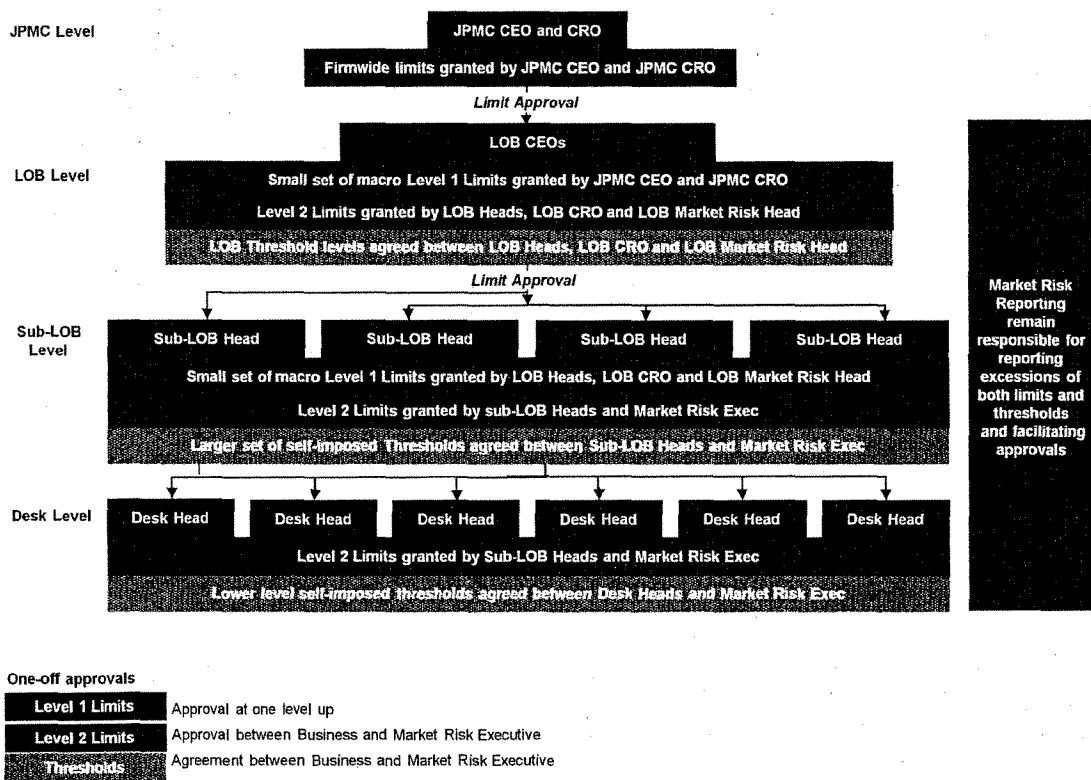 JPMC Level
JPMC CEO and CRO
Firmwide limits granted by JPMC CEO and JPMC CRO
Limit Approval
LOB Level
LOB CEOs
Small set of macro Level 1 Limits granted by JPMC CEO and JPMC CRO
Level 2 Limits granted by LOB Heads, LOB CRO and LOB Market Risk Head
LOB Threshold levels agreed between LOB Heads, LOB CRO and LOB Market Risk Head
Limit Approval
Sub-LOB
Level
Sub-LOB Head Sub-LOB Head Sub-LOB Head Sub-LOB Head
Small set of macro Level 1 Limits granted by LOB Heads, LOB CRO and LOB Market Risk Head
Level 2 Limits granted by sub-LOB Heads and Market Risk Exec
Larger set of self-imposed Thresholds agreed between Sub-LOB Heads and Market Risk Exec
Desk Level
Desk Head Desk Head Desk Head Desk Head Desk Head Desk Head
Level 2 Limits granted by Sub-LOB Heads and Market Risk Exec
Lower level self-imposed thresholds agreed between Desk Heads and Market Risk Exec
Market Risk
Reporting
remain
responsible for
reporting
excessions of
both limits and
thresholds
and facilitating
approvals
One-off approvals
Level 1 Limits Approval at one level up
Level 2 Limits Approval between Business and Market Risk Executive
Thresholds Agreement between Business and Market Risk Executive